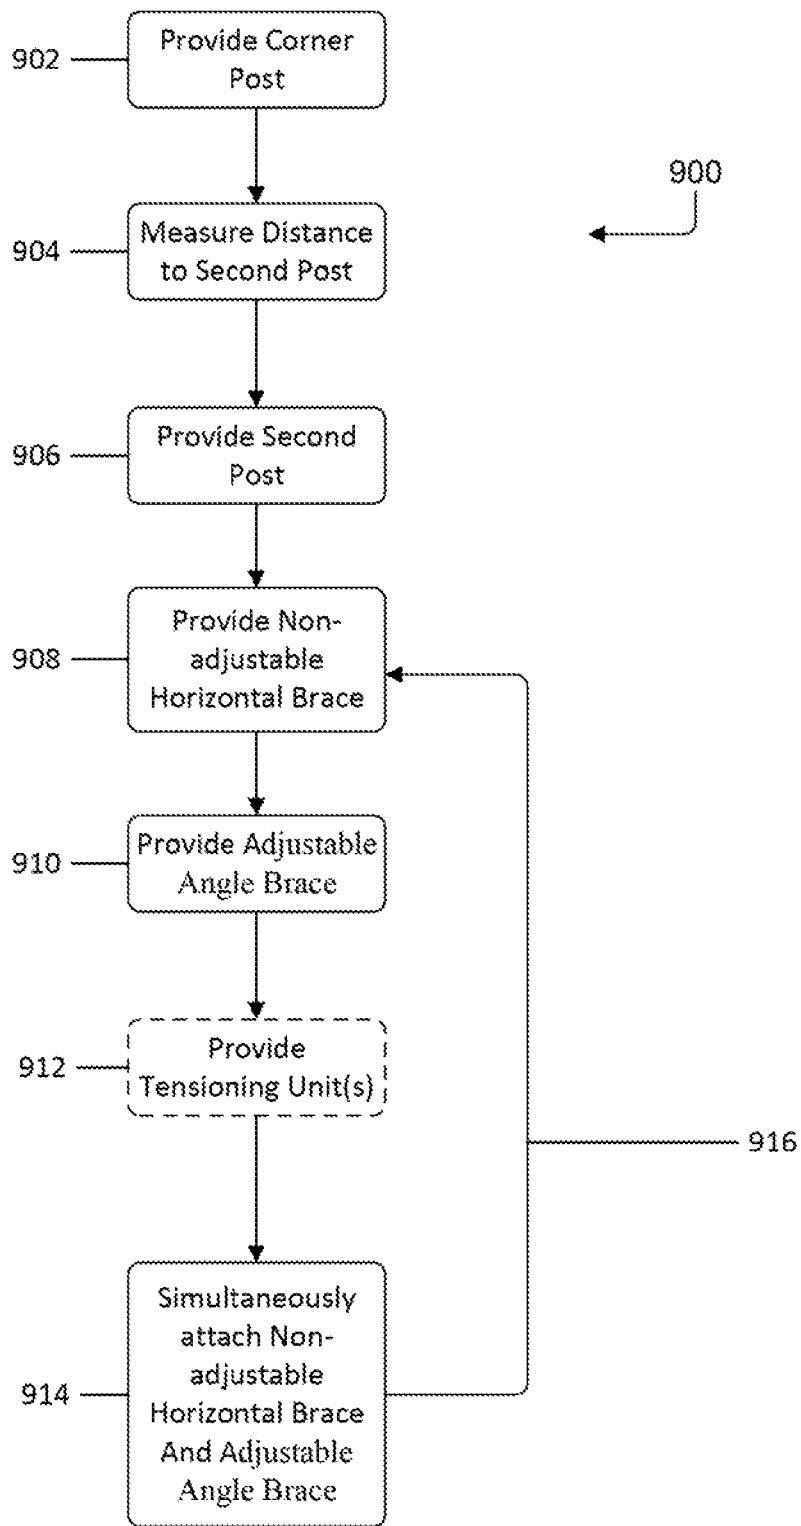 902
Provide Corner
Post
900
904
Measure Distance
to Second Post
906
Provide Second
Post
908
Provide Non-
adjustable
Horizontal Brace
910
Provide Adjustable
Angle Brace
912
Provide
Tensioning Unit(s)
916
914
Simultaneously
attach Non-
adjustable
Horizontal Brace
And Adjustable
Angle Brace